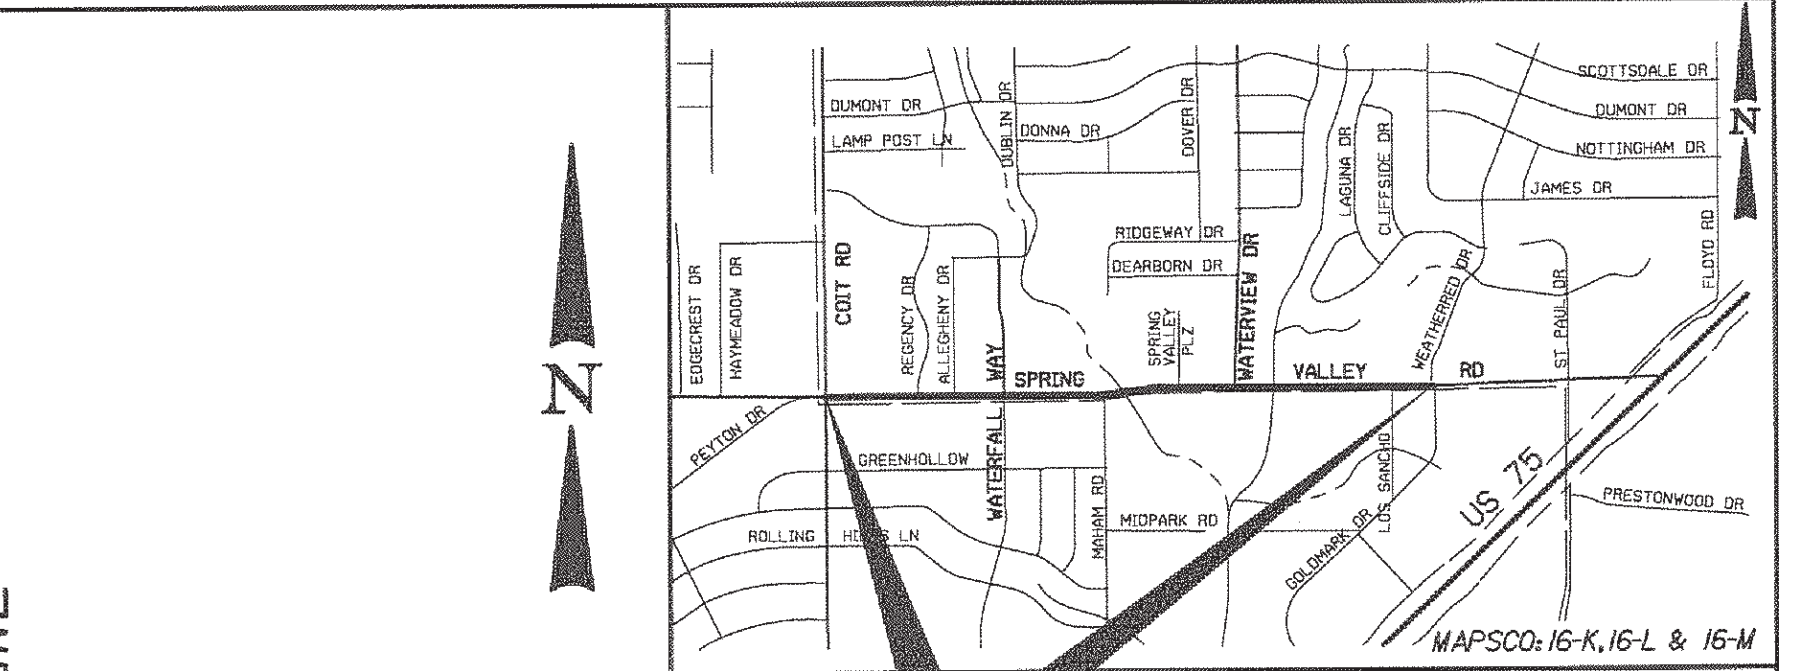 SCOTTSDALE DR
DUMONT DR
DUMONT DR
N
LAMP POST LN
DUBLIN DR
DONNA DR
DOVER DR
NOTTINGHAM DR
LAGUNA DR
CLIFFSIDE DR
JAMES DR
FLOYD RD
RIDGEWAY DR
DEARBORN DR
EDGECREST DR
HAYMEADOW DR
COIT RD
REGENCY DR
ALLEGHENY DR
WATERVIEW DR
WEATHERRED DR
ST PAUL DR
SPRING
VALLEY
PLZ
N
WATERFALL WAY
SPRING VALLEY RD
PEYTON DR
GREENHOLLOW
MAHAM RD
MIDPARK RD
LOS SANCHO
GOLDMARK DR
US 75
PRESTONWOOD DR
ROLLING HILLS LN
MAPSCO: 16-K, 16-L & 16-M